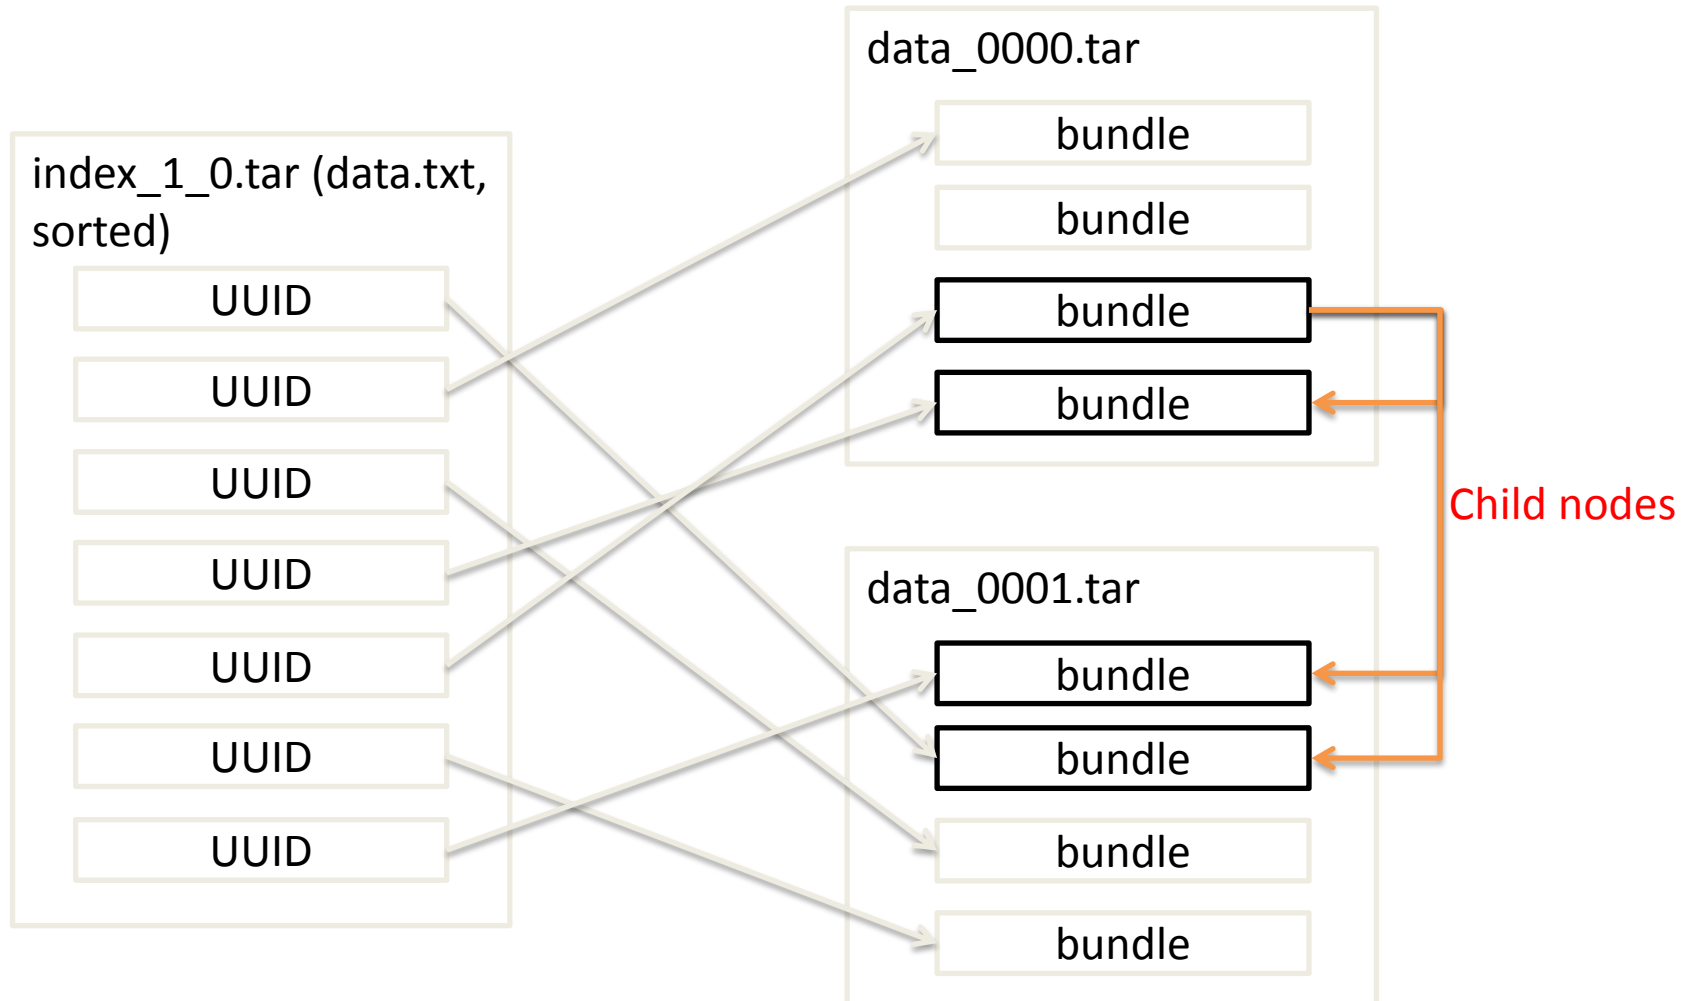 index_1_0.tar (data.txt,
sorted)
UUID
UUID
UUID
UUID
UUID
UUID
UUID
data_0000.tar
bundle
bundle
bundle
bundle
Child nodes
data_0001.tar
bundle
bundle
bundle
bundle